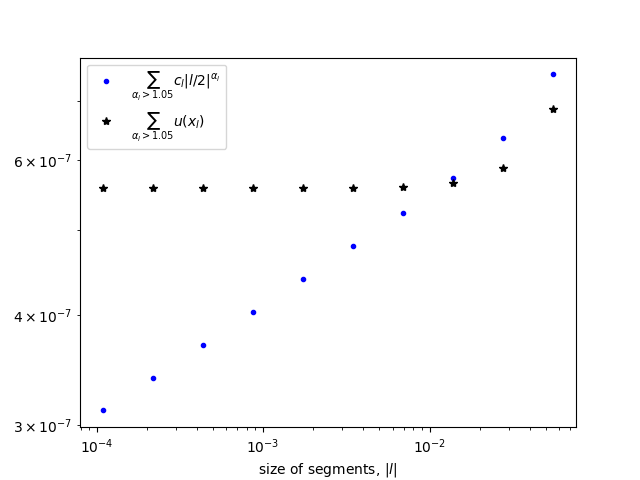 ∑ c_l|l/2|^{α_l}
α_l>1.05
∑ u(x_l)
α_l>1.05
6 × 10⁻⁷
4 × 10⁻⁷
3 × 10⁻⁷
10⁻⁴ 10⁻³ 10⁻²
size of segments, |l|